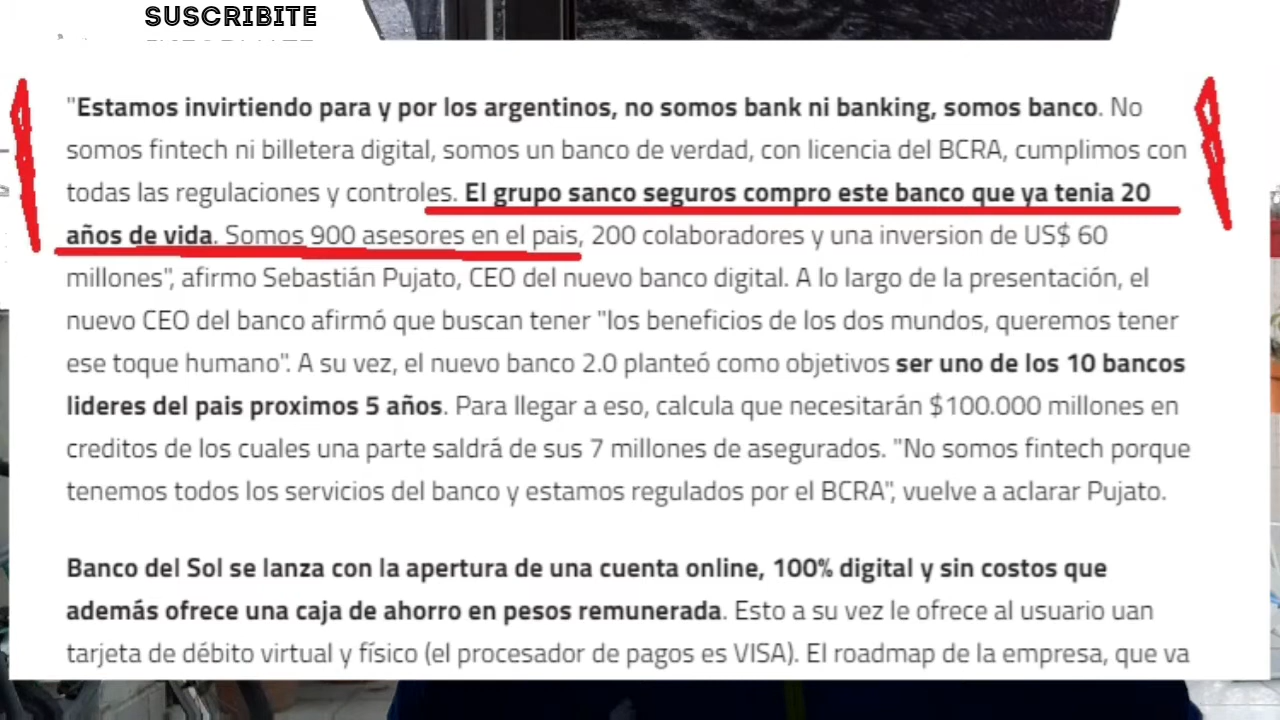 SUSCRIBITE
"Estamos invirtiendo para y por los argentinos, no somos bank ni banking, somos banco. No
somos fintech ni billetera digital, somos un banco de verdad, con licencia del BCRA, cumplimos con
todas las regulaciones y controles. El grupo sanco seguros compro este banco que ya tenia 20
años de vida. Somos 900 asesores en el pais, 200 colaboradores y una inversion de US$ 60
millones", afirmo Sebastián Pujato, CEO del nuevo banco digital. A lo largo de la presentación, el
nuevo CEO del banco afirmó que buscan tener "los beneficios de los dos mundos, queremos tener
ese toque humano". A su vez, el nuevo banco 2.0 planteó como objetivos ser uno de los 10 bancos
lideres del pais proximos 5 años. Para llegar a eso, calcula que necesitarán $100.000 millones en
creditos de los cuales una parte saldrá de sus 7 millones de asegurados. "No somos fintech porque
tenemos todos los servicios del banco y estamos regulados por el BCRA", vuelve a aclarar Pujato.
Banco del Sol se lanza con la apertura de una cuenta online, 100% digital y sin costos que
además ofrece una caja de ahorro en pesos remunerada. Esto a su vez le ofrece al usuario uan
tarjeta de débito virtual y físico (el procesador de pagos es VISA). El roadmap de la empresa, que va